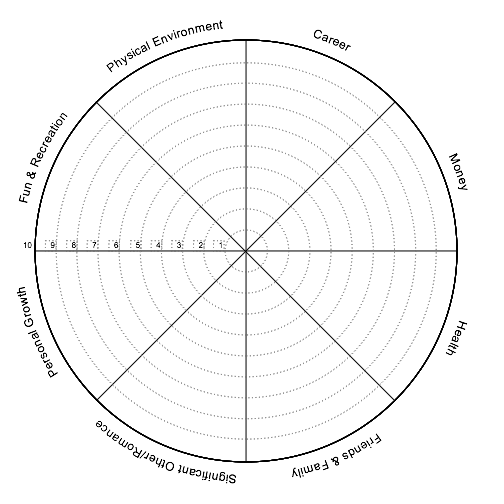 Physical Environment
Career
Fun & Recreation
Money
10 9 8 7 6 5 4 3 2 1
Personal Growth
Health
Significant Other/Romance
Friends & Family